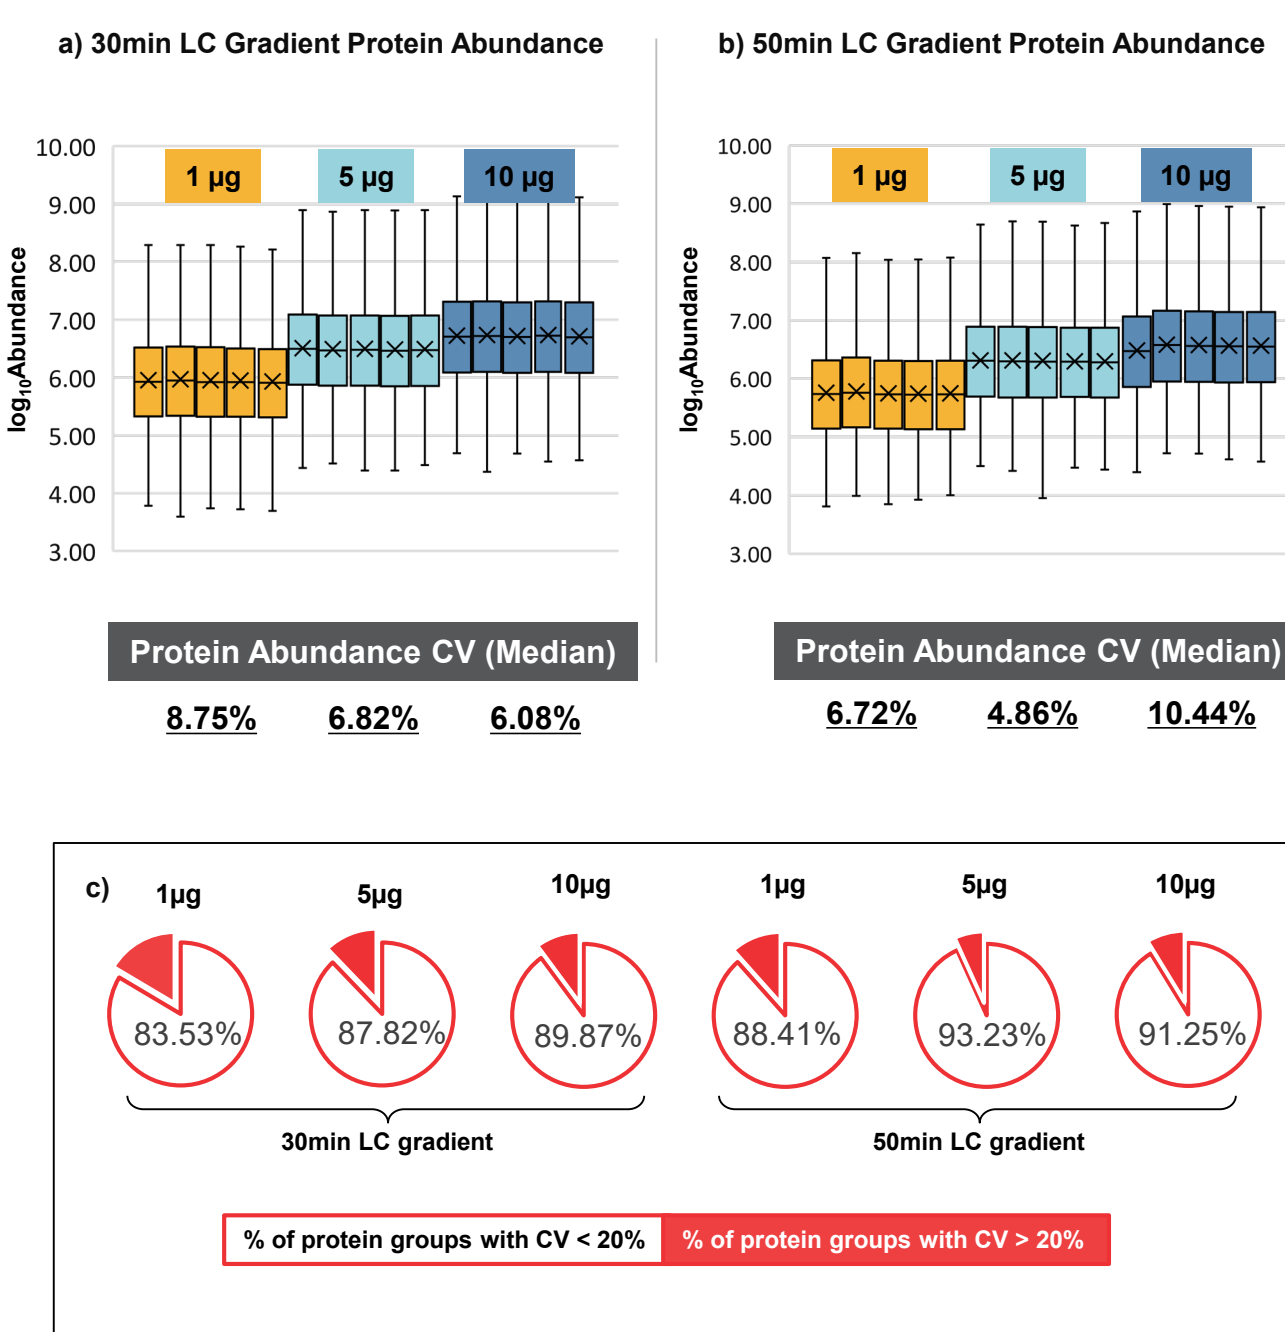 a) 30min LC Gradient Protein Abundance
log₁₀Abundance
10.00
9.00
8.00
7.00
6.00
5.00
4.00
3.00
1 µg 5 µg 10 µg
Protein Abundance CV (Median)
8.75% 6.82% 6.08%
b) 50min LC Gradient Protein Abundance
log₁₀Abundance
10.00
9.00
8.00
7.00
6.00
5.00
4.00
3.00
1 µg 5 µg 10 µg
Protein Abundance CV (Median)
6.72% 4.86% 10.44%
c) 1µg 5µg 10µg 1µg 5µg 10µg
83.53% 87.82% 89.87% 88.41% 93.23% 91.25%
30min LC gradient 50min LC gradient
% of protein groups with CV < 20% % of protein groups with CV > 20%